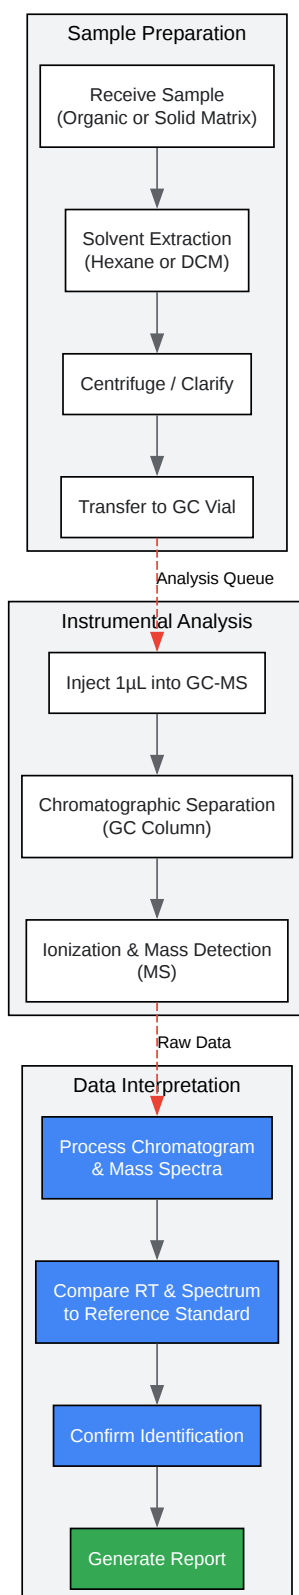 Sample Preparation
Receive Sample
(Organic or Solid Matrix)
Solvent Extraction
(Hexane or DCM)
Centrifuge / Clarify
Transfer to GC Vial
Analysis Queue
Instrumental Analysis
Inject 1µL into GC-MS
Chromatographic Separation
(GC Column)
Ionization & Mass Detection
(MS)
Raw Data
Data Interpretation
Process Chromatogram
& Mass Spectra
Compare RT & Spectrum
to Reference Standard
Confirm Identification
Generate Report